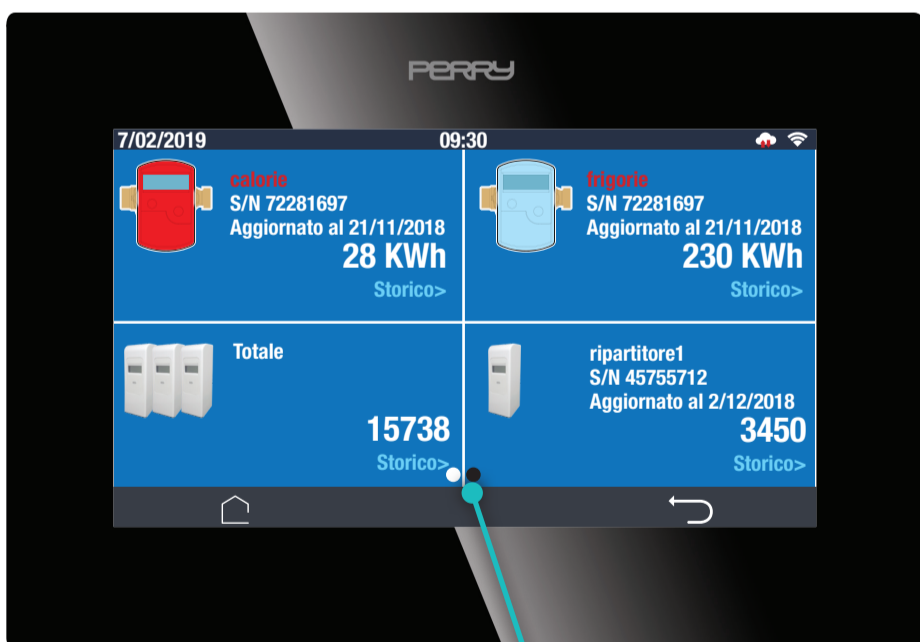 PERRY
7/02/2019 09:30
calorie
S/N 72281697
Aggiornato al 21/11/2018
28 KWh
Storico>
frigorie
S/N 72281697
Aggiornato al 21/11/2018
230 KWh
Storico>
Totale
15738
Storico>
ripartitore1
S/N 45755712
Aggiornato al 2/12/2018
3450
Storico>